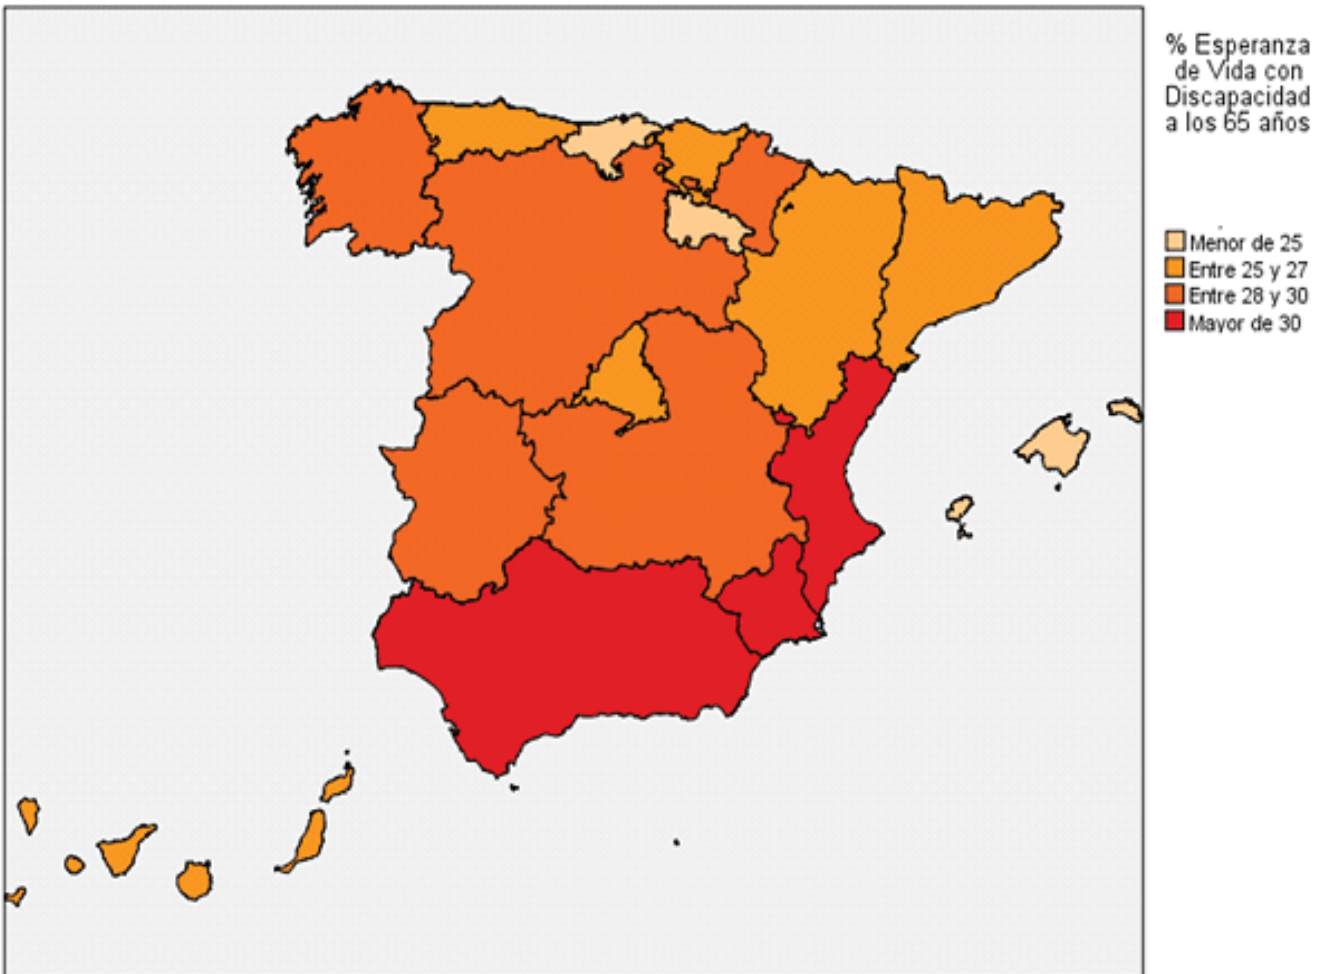 % Esperanza
de Vida con
Discapacidad
a los 65 años
Menor de 25
Entre 25 y 27
Entre 28 y 30
Mayor de 30